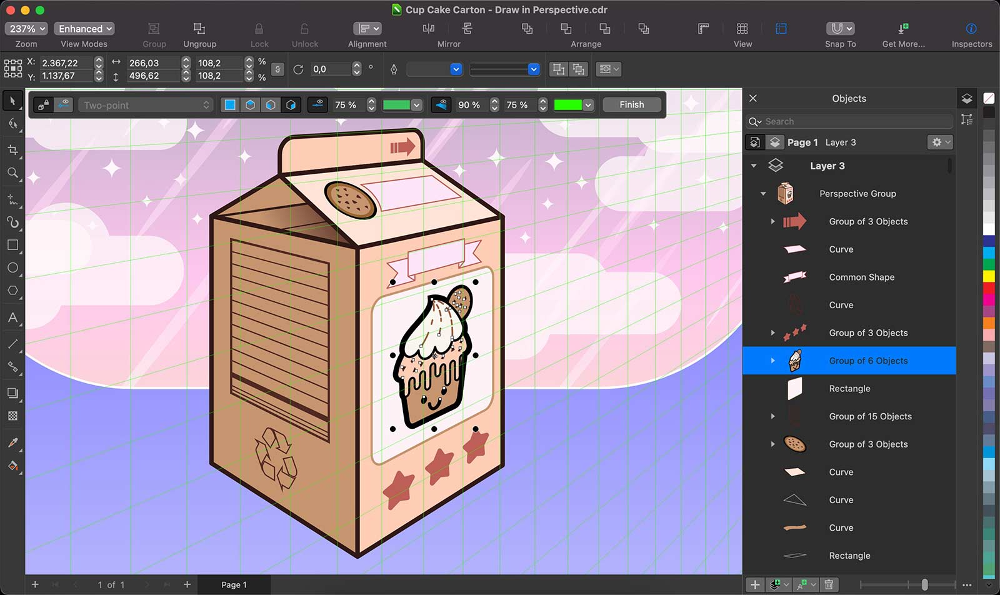 Cup Cake Carton - Draw in Perspective.cdr
237%
Enhanced
Zoom
View Modes
Group
Ungroup
Lock
Unlock
Alignment
Mirror
Arrange
View
Snap To
Get More...
Inspectors
X: 2.367,22
266,03
108,2 %
Y: 1.137,67
496,62
108,2 %
0,0 °
Two-point
75 %
90 %
75 %
Finish
Objects
Search
Page 1 Layer 3
Layer 3
Perspective Group
Group of 3 Objects
Curve
Common Shape
Curve
Group of 3 Objects
Group of 6 Objects
Rectangle
Group of 15 Objects
Group of 3 Objects
Curve
Curve
Curve
Rectangle
1 of 1
Page 1